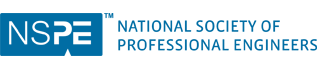 NSPE™
NATIONAL SOCIETY OF
PROFESSIONAL ENGINEERS